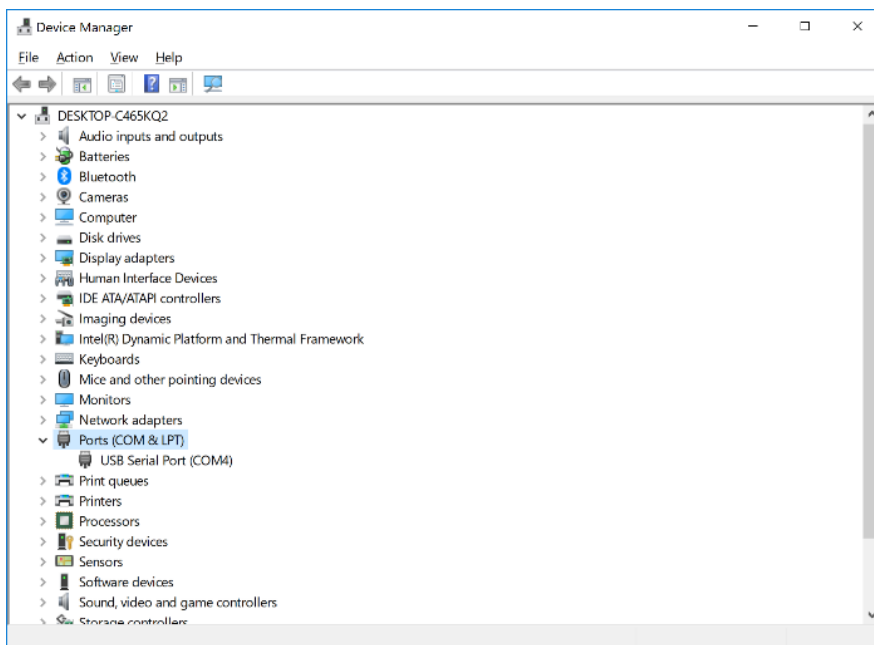 Device Manager
File Action View Help
DESKTOP-C465KQ2
Audio inputs and outputs
Batteries
Bluetooth
Cameras
Computer
Disk drives
Display adapters
Human Interface Devices
IDE ATA/ATAPI controllers
Imaging devices
Intel(R) Dynamic Platform and Thermal Framework
Keyboards
Mice and other pointing devices
Monitors
Network adapters
Ports (COM & LPT)
USB Serial Port (COM4)
Print queues
Printers
Processors
Security devices
Sensors
Software devices
Sound, video and game controllers
Storage controllers